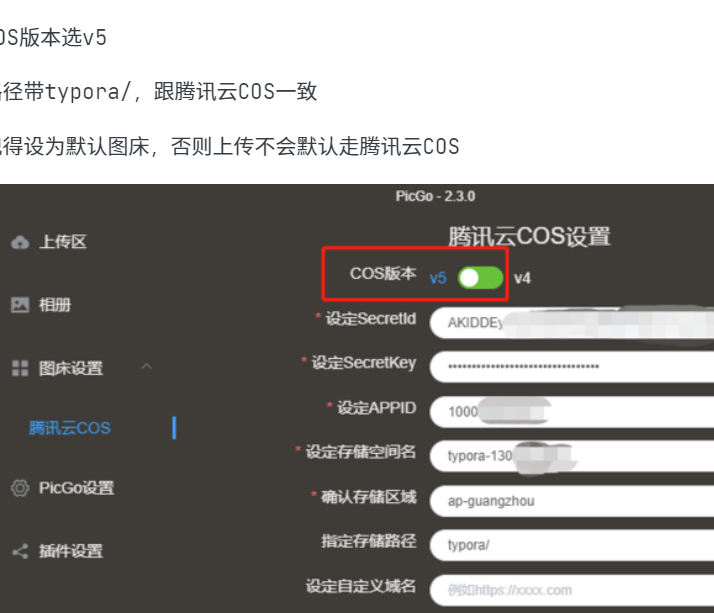 OS版本选v5
径带typora/，跟腾讯云COS一致
得设为默认图床，否则上传不会默认走腾讯云COS
PicGo - 2.3.0
上传区
腾讯云COS设置
COS版本 v5 v4
相册
* 设定SecretId AKIDDEy
图床设置
* 设定SecretKey ································
* 设定APPID 1000
腾讯云COS
* 设定存储空间名 typora-130
PicGo设置
* 确认存储区域 ap-guangzhou
指定存储路径 typora/
插件设置
设定自定义域名 例如https://xxxx.com